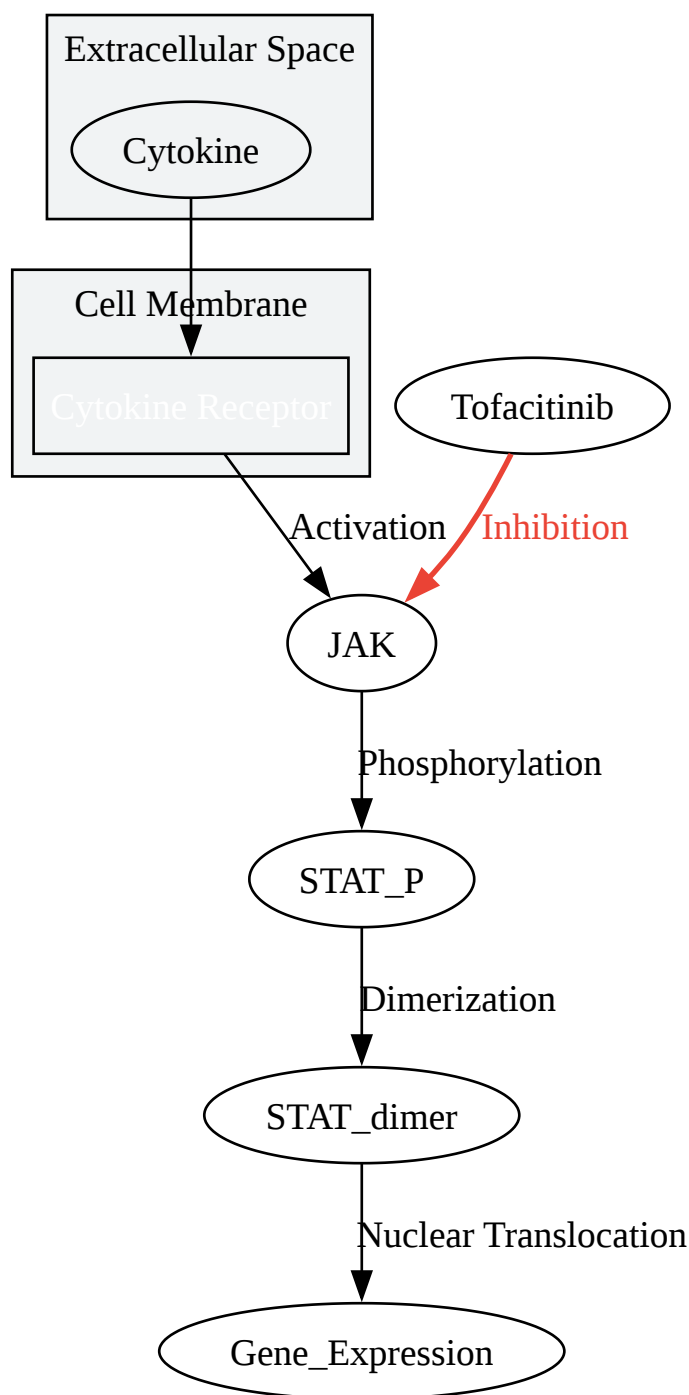 Extracellular Space
Cytokine
Cell Membrane
Cytokine Receptor
Tofacitinib
Activation
Inhibition
JAK
Phosphorylation
STAT_P
Dimerization
STAT_dimer
Nuclear Translocation
Gene_Expression